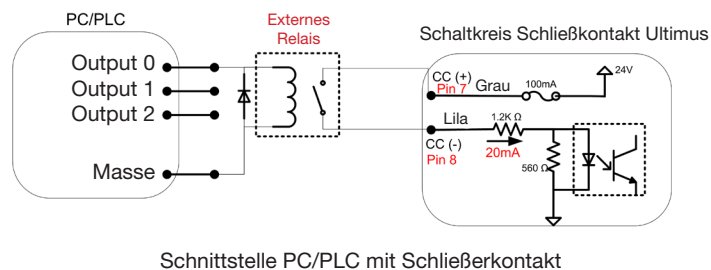 PC/PLC
Externes
Relais
Schaltkreis Schließkontakt Ultimus
Output 0
Output 1
Output 2
Masse
CC (+)
Pin 7
Grau
100mA
24V
Lila
1.2K Ω
CC (-)
Pin 8
20mA
560 Ω
Schnittstelle PC/PLC mit Schließerkontakt